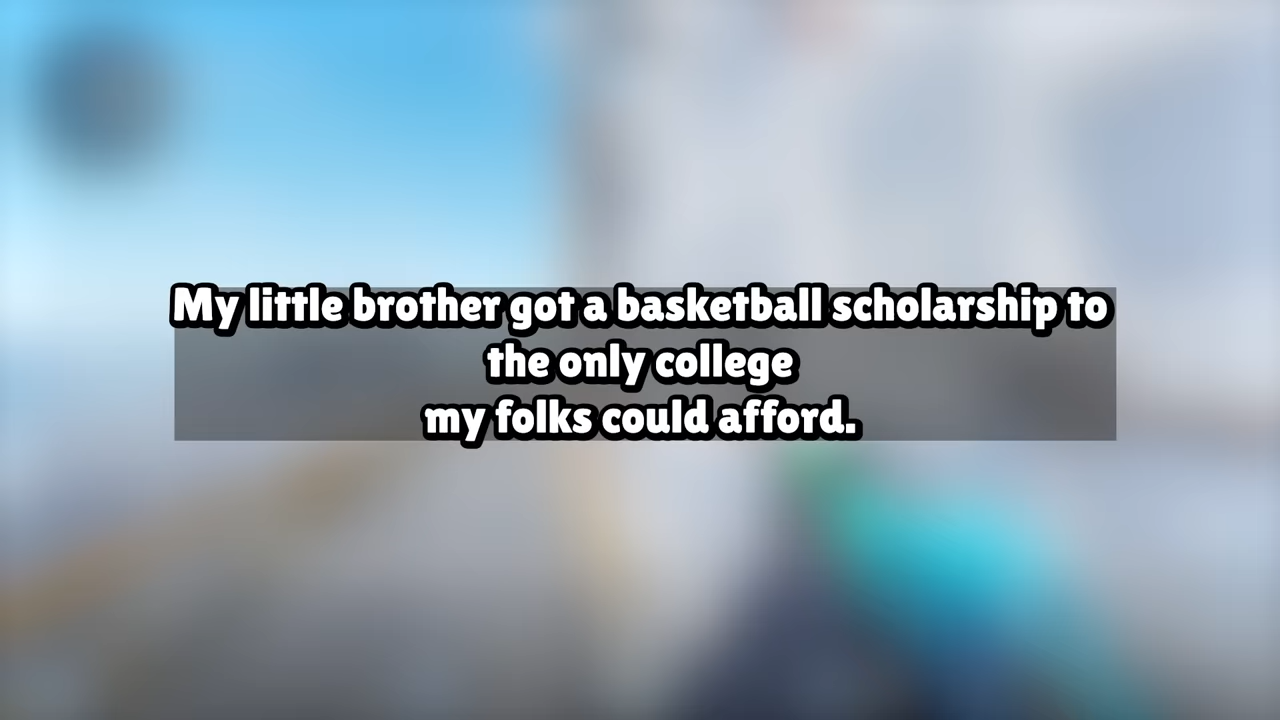 My little brother got a basketball scholarship to
the only college
my folks could afford.